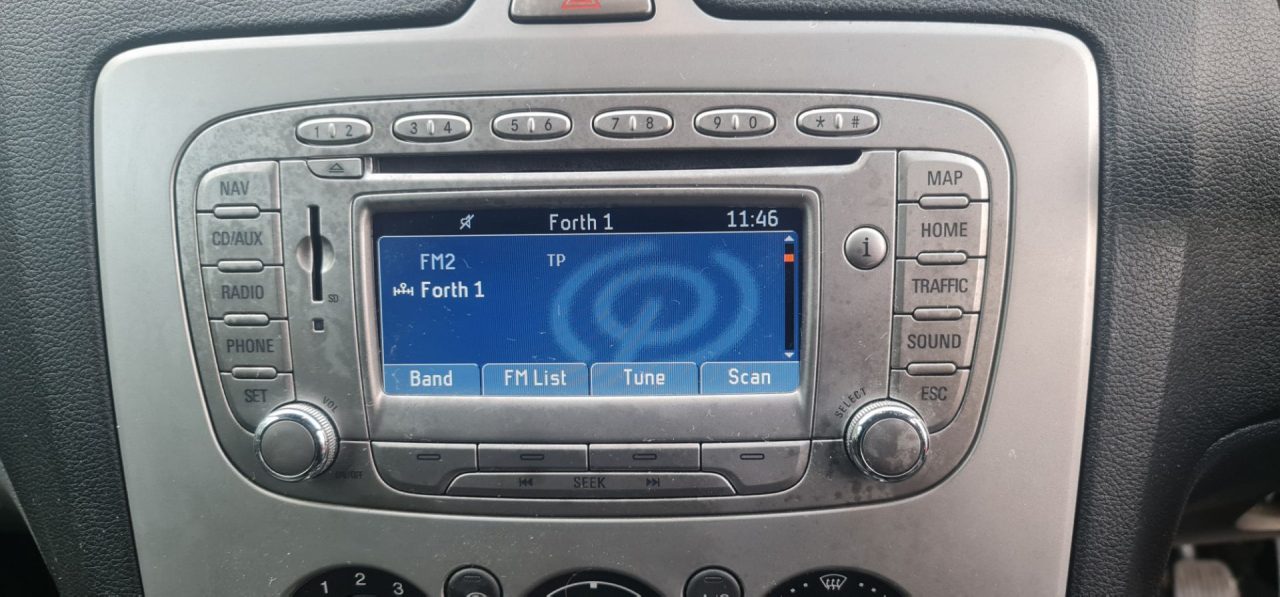 1 2 3 4 5 6 7 8 9 0 * #
NAV
CD/AUX
RADIO
PHONE
SET
VOL
ON/OFF
SD
Forth 1 11:46
FM2 TP
Forth 1
Band FM List Tune Scan
SEEK
i
MAP
HOME
TRAFFIC
SOUND
ESC
SELECT
1 2 3